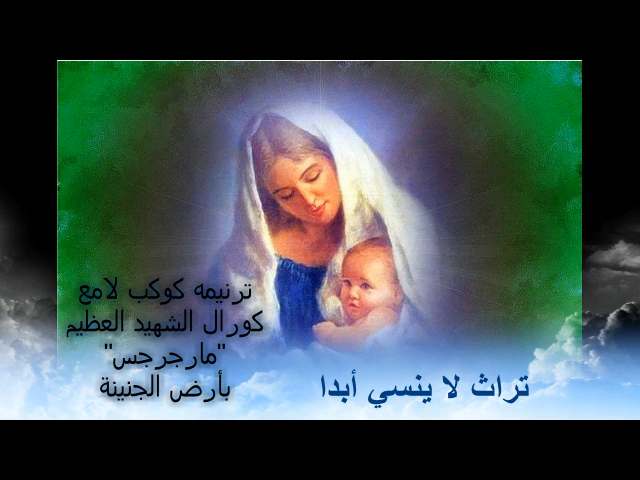 ترنيمه كوكب لامع
كورال الشهيد العظيم
"مارجرجس"
بأرض الجنينة
تراث لا ينسي أبدا